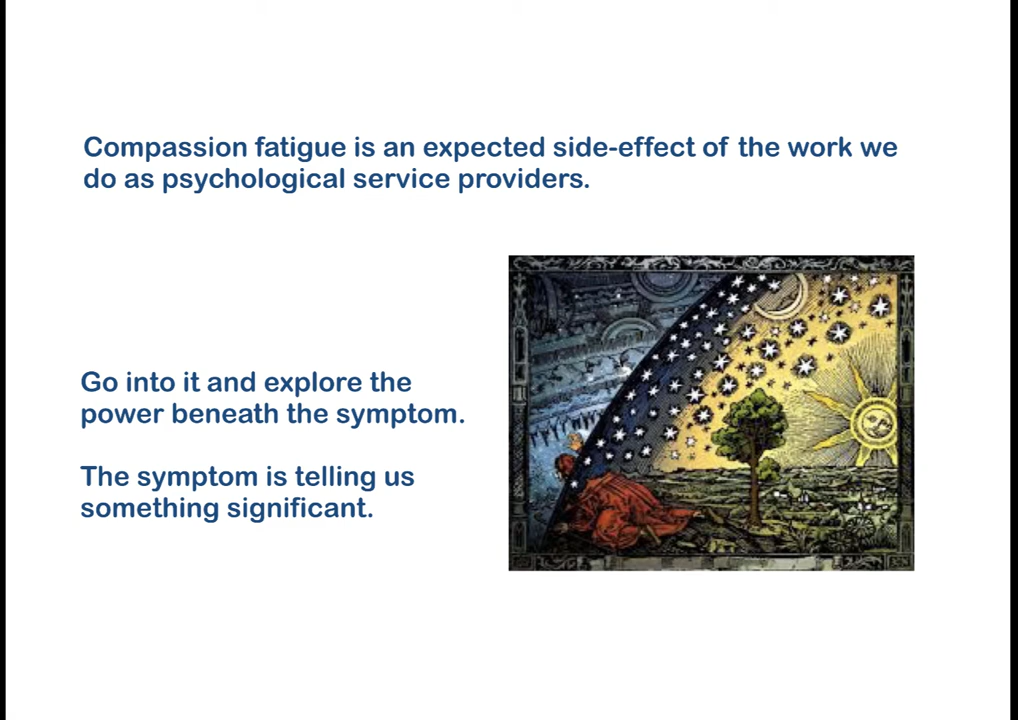 Compassion fatigue is an expected side-effect of the work we
do as psychological service providers.
Go into it and explore the
power beneath the symptom.
The symptom is telling us
something significant.